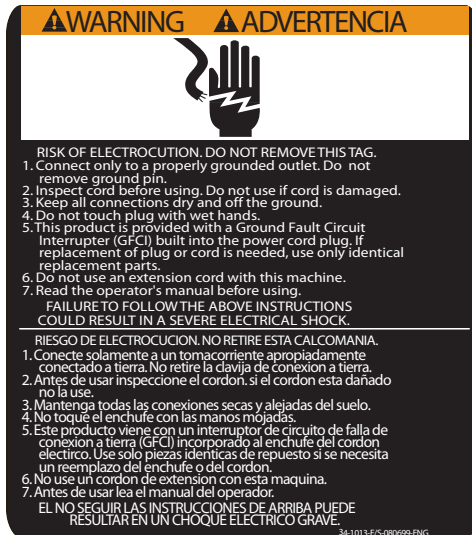 WARNING ADVERTENCIA
RISK OF ELECTROCUTION. DO NOT REMOVE THIS TAG.
1. Connect only to a properly grounded outlet. Do not
remove ground pin.
2. Inspect cord before using. Do not use if cord is damaged.
3. Keep all connections dry and off the ground.
4. Do not touch plug with wet hands.
5. This product is provided with a Ground Fault Circuit
Interrupter (GFCI) built into the power cord plug. If
replacement of plug or cord is needed, use only identical
replacement parts.
6. Do not use an extension cord with this machine.
7. Read the operator's manual before using.
FAILURE TO FOLLOW THE ABOVE INSTRUCTIONS
COULD RESULT IN A SEVERE ELECTRICAL SHOCK.
RIESGO DE ELECTROCUCION. NO RETIRE ESTA CALCOMANIA.
1. Conecte solamente a un tomacorriente apropiadamente
conectado a tierra. No retire la clavija de conexion a tierra.
2. Antes de usar inspeccione el cordon. si el cordon esta dañado
no la use.
3. Mantenga todas las conexiones secas y alejadas del suelo.
4. No toque el enchufe con las manos mojadas.
5. Este producto viene con un interruptor de circuito de falla de
conexion a tierra (GFCI) incorporado al enchufe del cordon
electirco. Use solo piezas identicas de repuesto si se necesita
un reemplazo del enchufe o del cordon.
6. No use un cordon de extension con esta maquina.
7. Antes de usar lea el manual del operador.
EL NO SEGUIR LAS INSTRUCCIONES DE ARRIBA PUEDE
RESULTAR EN UN CHOQUE ELECTRICO GRAVE.
34-1013-E/S-080699-ENG